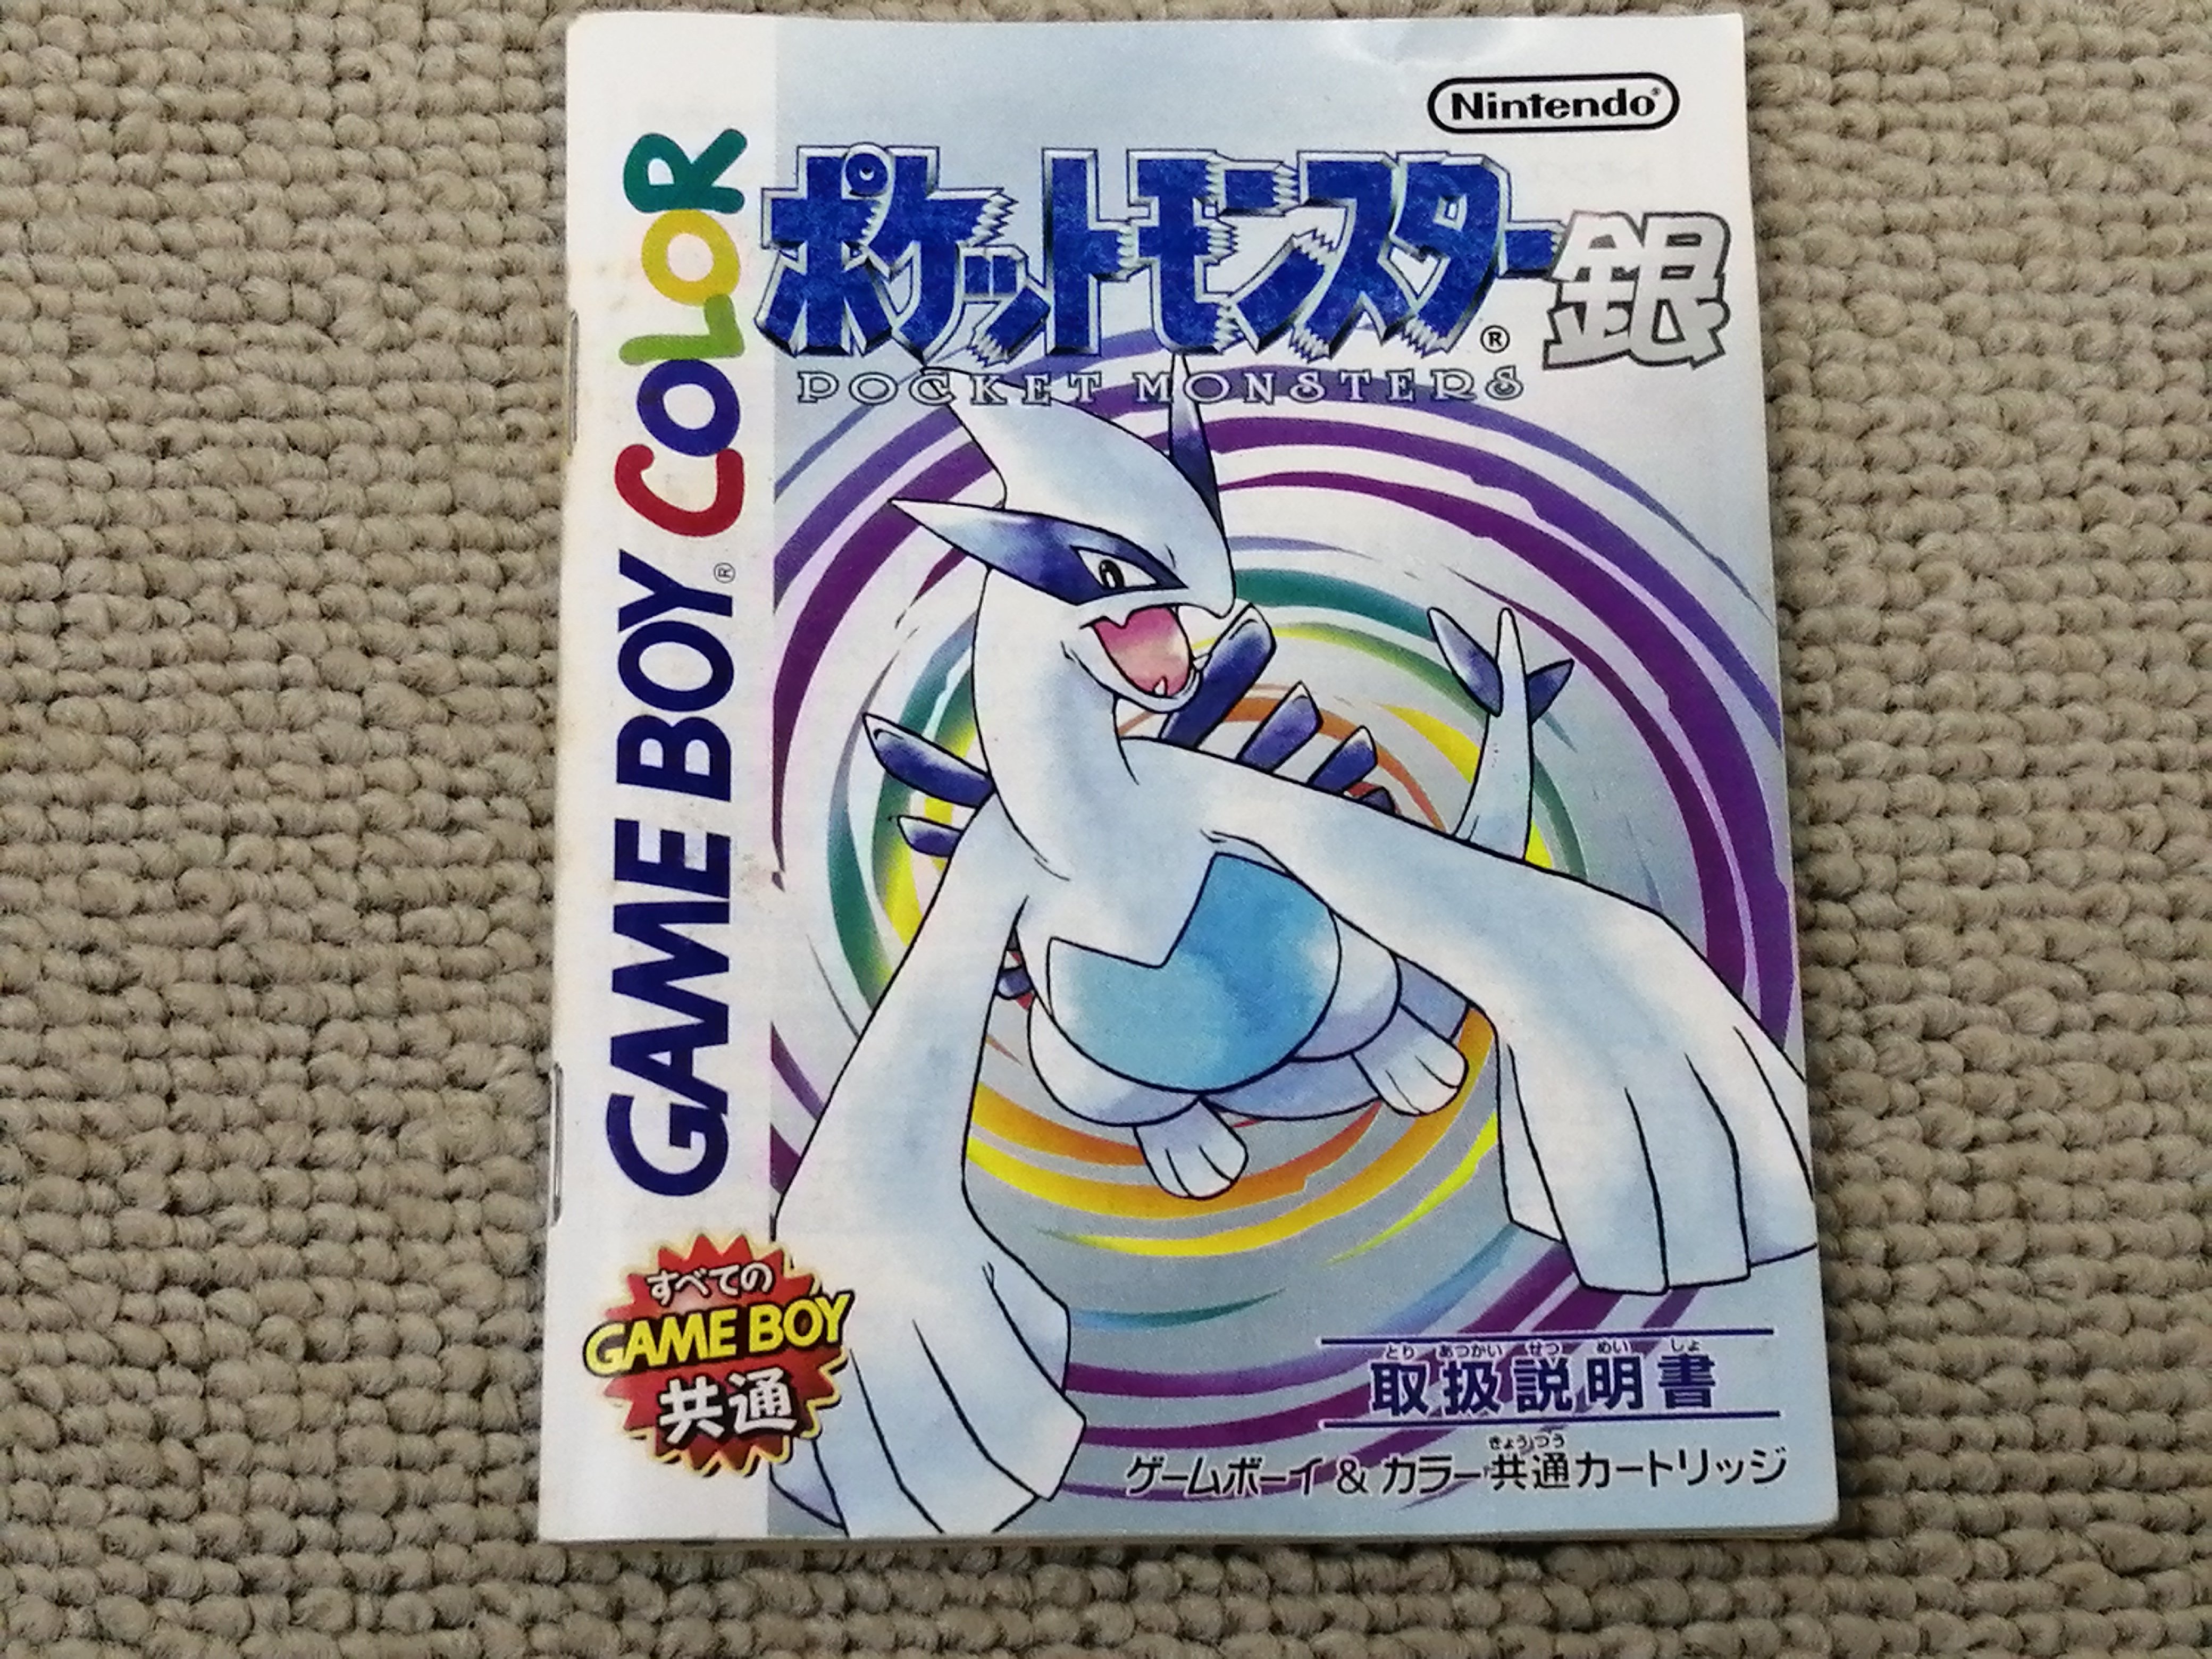 Nintendo®
ポケットモンスター®銀
POCKET MONSTERS
GAME BOY® COLOR
すべての
GAME BOY
共通
とり あつかい せつ めい しょ
取扱説明書
きょうつう
ゲームボーイ & カラー共通カートリッジ